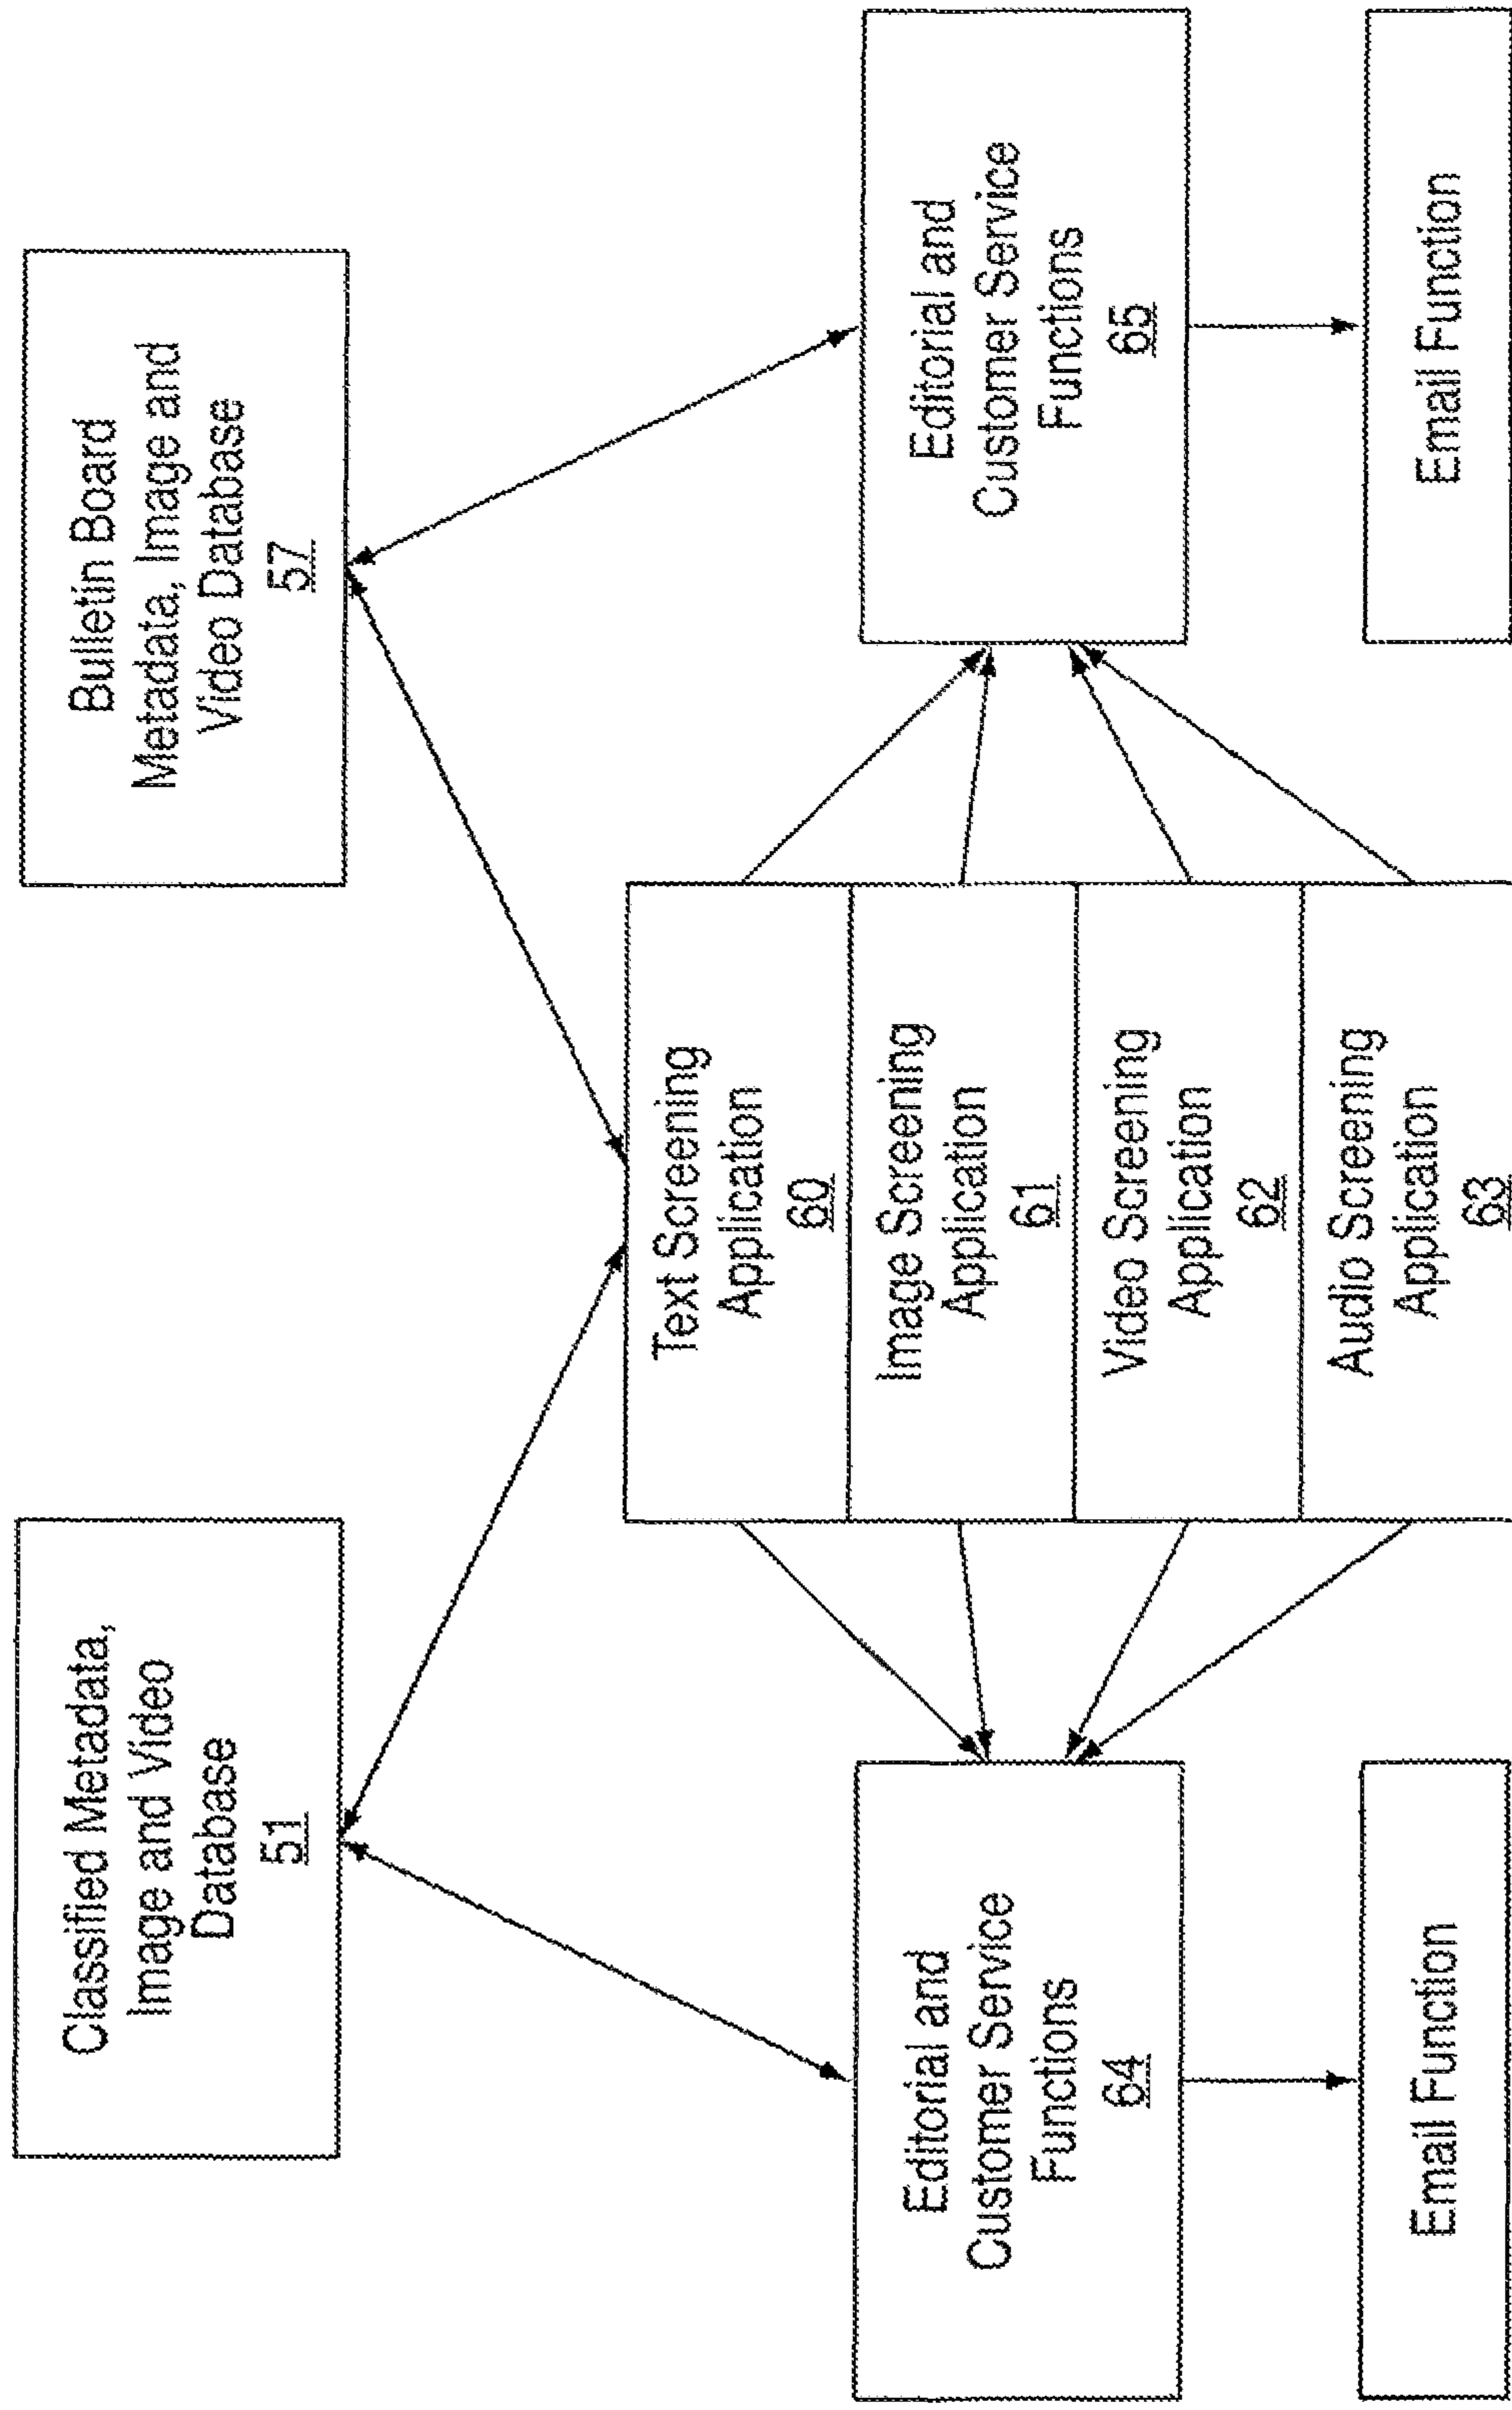 Classified Metadata,
Image and Video
Database
51
Bulletin Board
Metadata, Image and
Video Database
57
Text Screening
Application
60
Image Screening
Application
61
Video Screening
Application
62
Audio Screening
Application
63
Editorial and
Customer Service
Functions
64
Editorial and
Customer Service
Functions
65
Email Function
Email Function